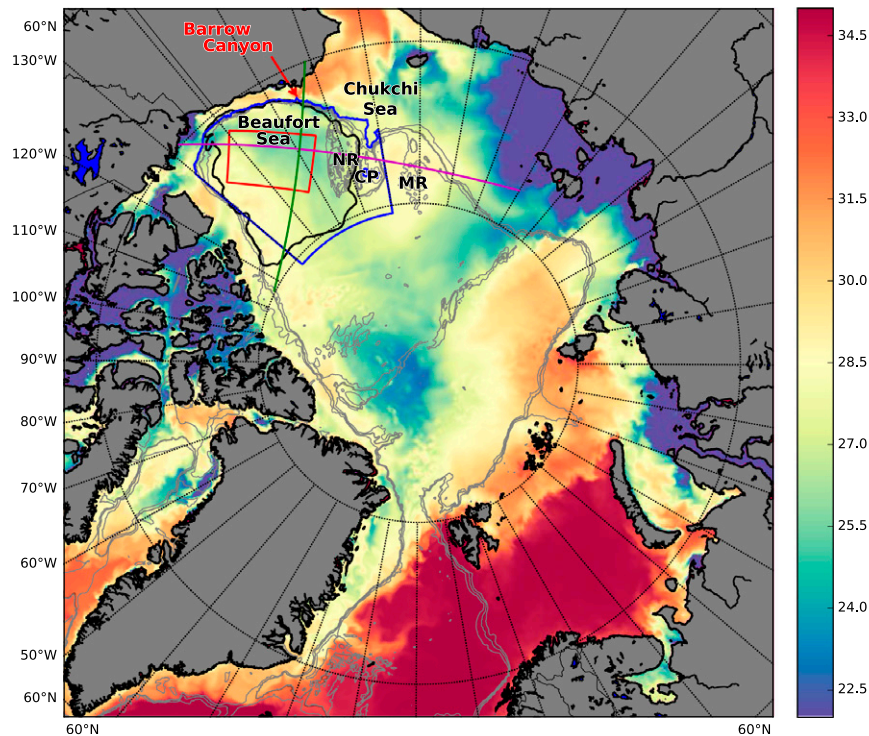 60°N
130°W
120°W
110°W
100°W
90°W
80°W
70°W
60°W
50°W
60°N
60°N
60°N
Barrow
Canyon
Chukchi
Sea
Beaufort
Sea
NR
CP
MR
34.5
33.0
31.5
30.0
28.5
27.0
25.5
24.0
22.5